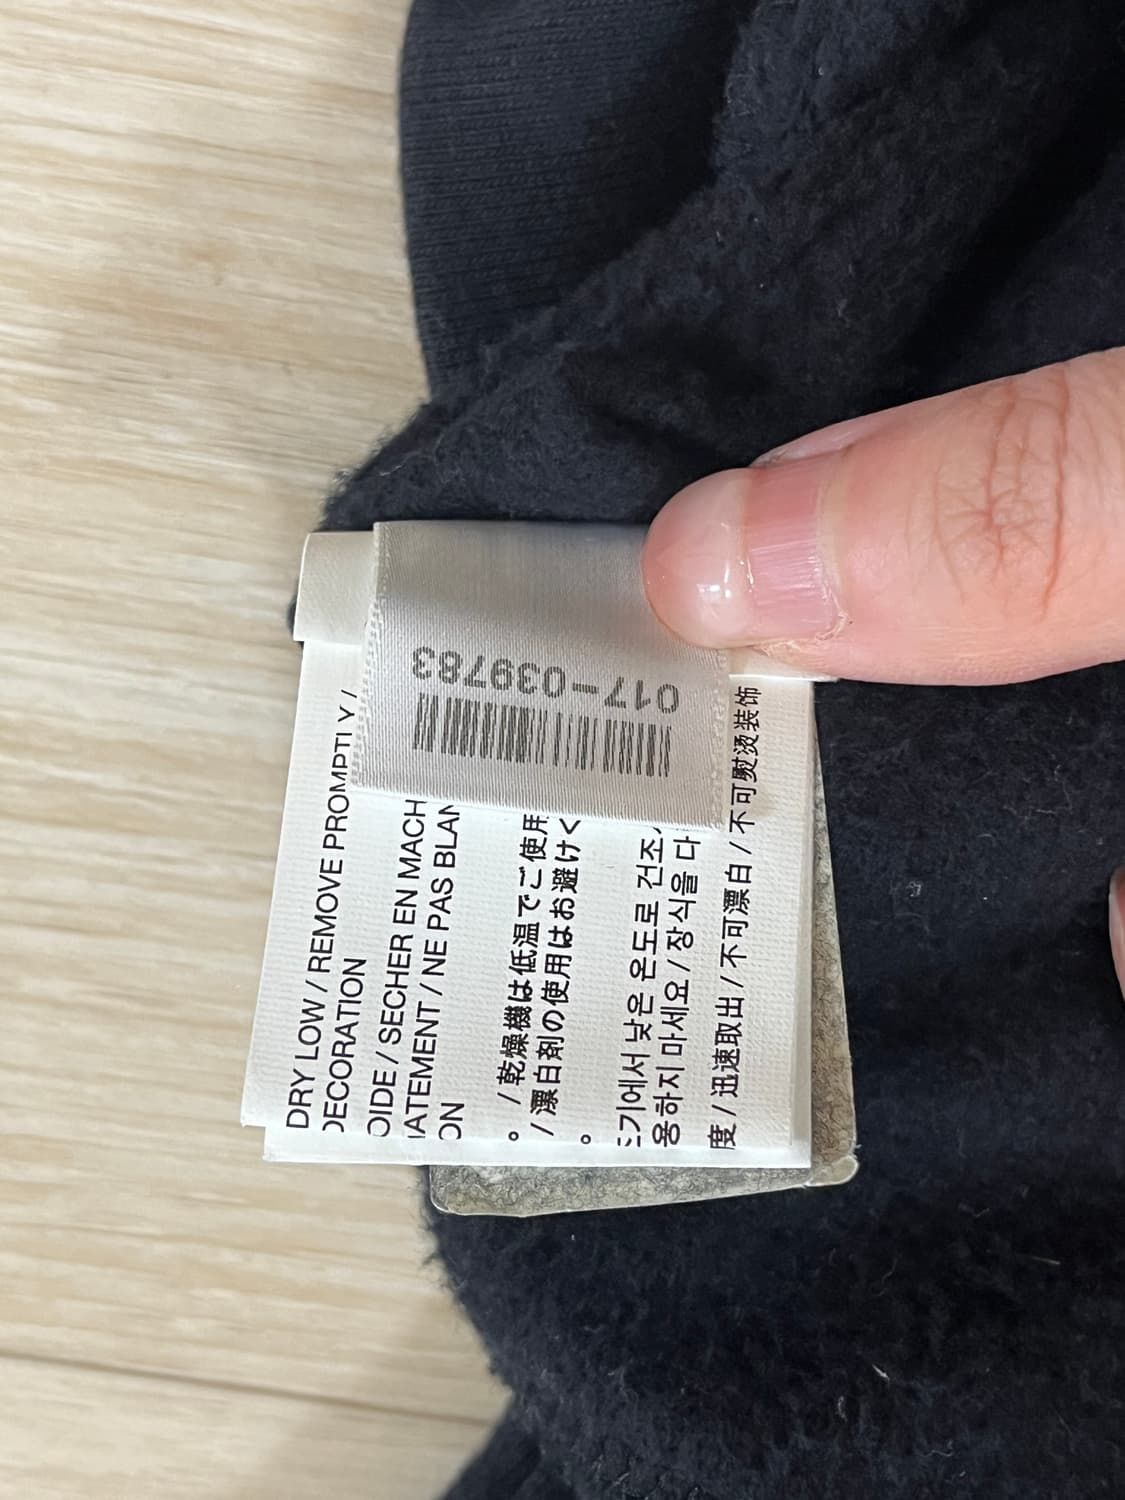 017-039783
DRY LOW / REMOVE PROMPTLY /
DECORATION
OIDE / SECHER EN MACH
ATEMENT / NE PAS BLAN
ON
。/ 乾燥機は低温でご使用
/ 漂白剤の使用はお避けく
。
기에서 낮은 온도로 건조
용하지 마세요 / 장식을 다
度 / 迅速取出 / 不可漂白 / 不可熨烫装饰